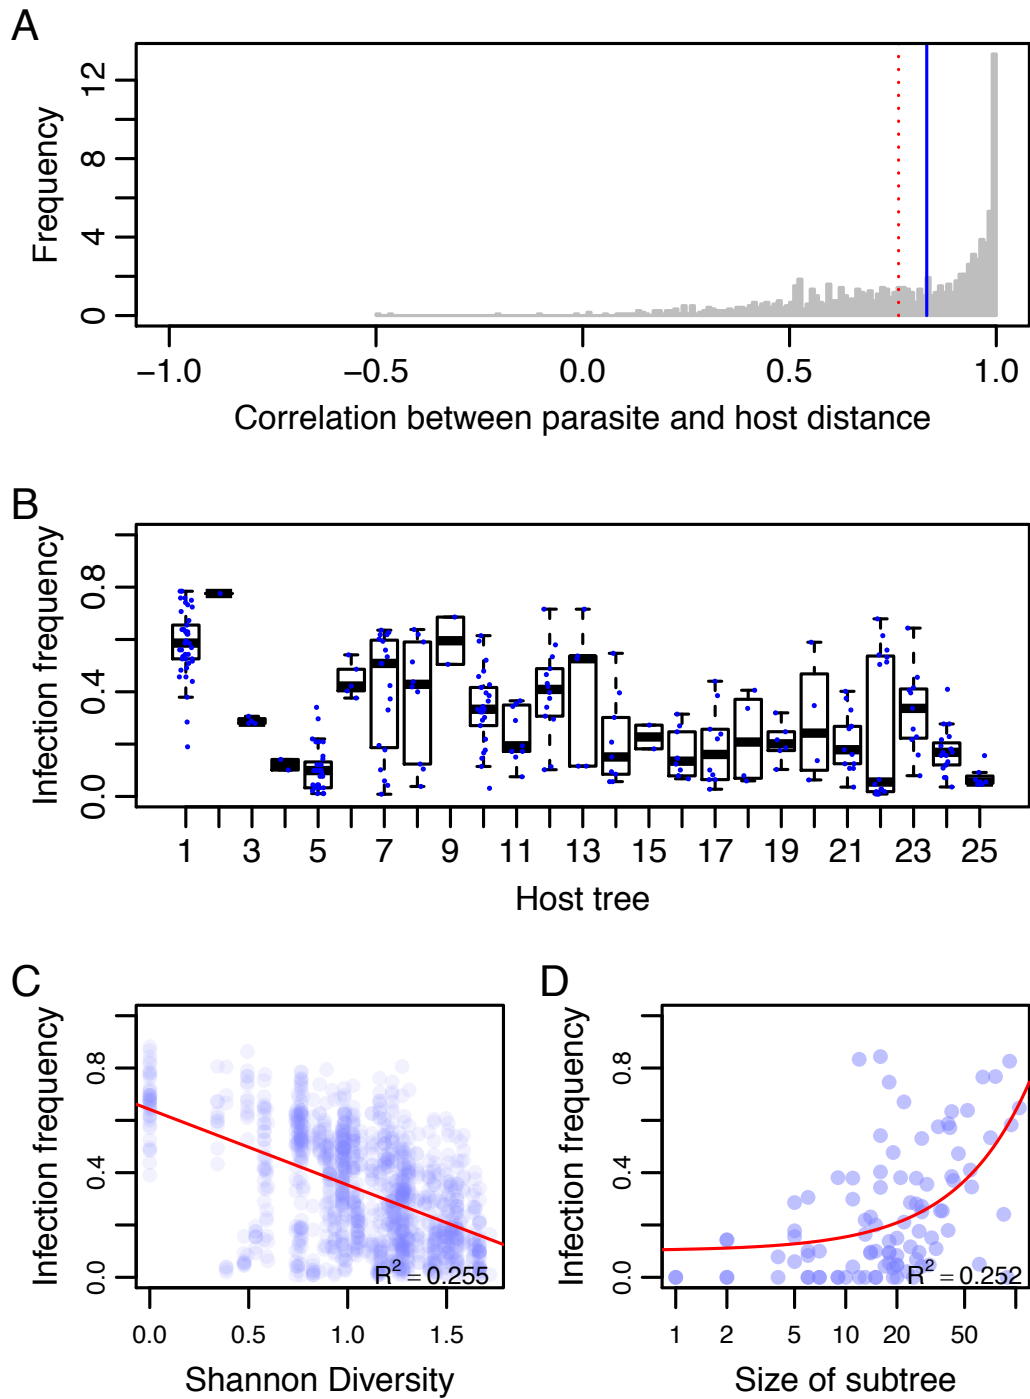 A
Frequency
12
8
4
0
−1.0 −0.5 0.0 0.5 1.0
Correlation between parasite and host distance
B
Infection frequency
0.8
0.4
0.0
1 3 5 7 9 11 13 15 17 19 21 23 25
Host tree
C
Infection frequency
0.8
0.4
0.0
R² = 0.255
0.0 0.5 1.0 1.5
Shannon Diversity
D
Infection frequency
0.8
0.4
0.0
R² = 0.252
1 2 5 10 20 50
Size of subtree